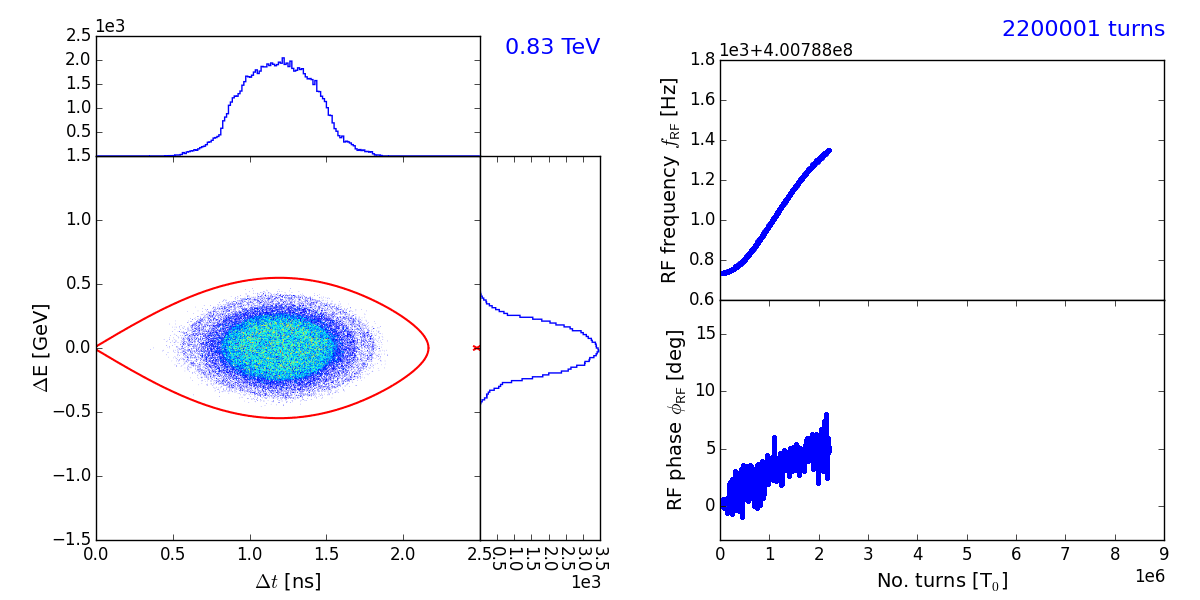 1e3
0.83 TeV
2.5
2.0
1.5
1.0
0.5
1.5
1.0
0.5
0.0
−0.5
−1.0
−1.5
ΔE [GeV]
0.0 0.5 1.0 1.5 2.0 2.5
Δt [ns]
0.5 1.0 1.5 2.0 2.5 3.0 3.5
1e3
2200001 turns
1e3+4.00788e8
1.8
1.6
1.4
1.2
1.0
0.8
0.6
RF frequency f_RF [Hz]
15
10
5
0
RF phase ϕ_RF [deg]
0 1 2 3 4 5 6 7 8 9
1e6
No. turns [T₀]